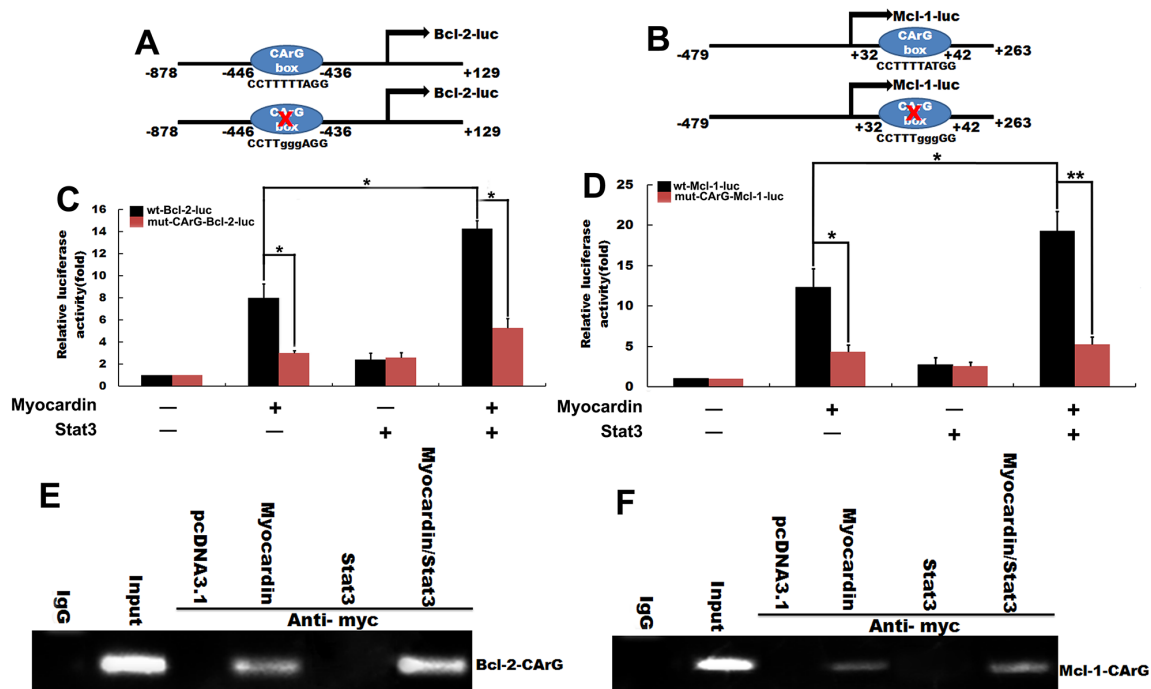 A
Bcl-2-luc
CArG
box
-878
-446
-436
+129
CCTTTTTAGG
Bcl-2-luc
CArG
box
X
-878
-446
-436
+129
CCTTgggAGG
B
Mcl-1-luc
CArG
box
-479
+32
+42
+263
CCTTTTATGG
Mcl-1-luc
CArG
box
X
-479
+32
+42
+263
CCTTTgggGG
C
wt-Bcl-2-luc
mut-CArG-Bcl-2-luc
Relative luciferase
activity(fold)
16
14
12
10
8
6
4
2
0
*
*
*
Myocardin — + — +
Stat3 — — + +
D
wt-Mcl-1-luc
mut-CArG-Mcl-1-luc
Relative luciferase
activity(fold)
25
20
15
10
5
0
*
*
**
Myocardin — + — +
Stat3 — — + +
E
IgG
Input
pcDNA3.1
Myocardin
Stat3
Myocardin/Stat3
Anti- myc
Bcl-2-CArG
F
IgG
Input
pcDNA3.1
Myocardin
Stat3
Myocardin/Stat3
Anti- myc
Mcl-1-CArG